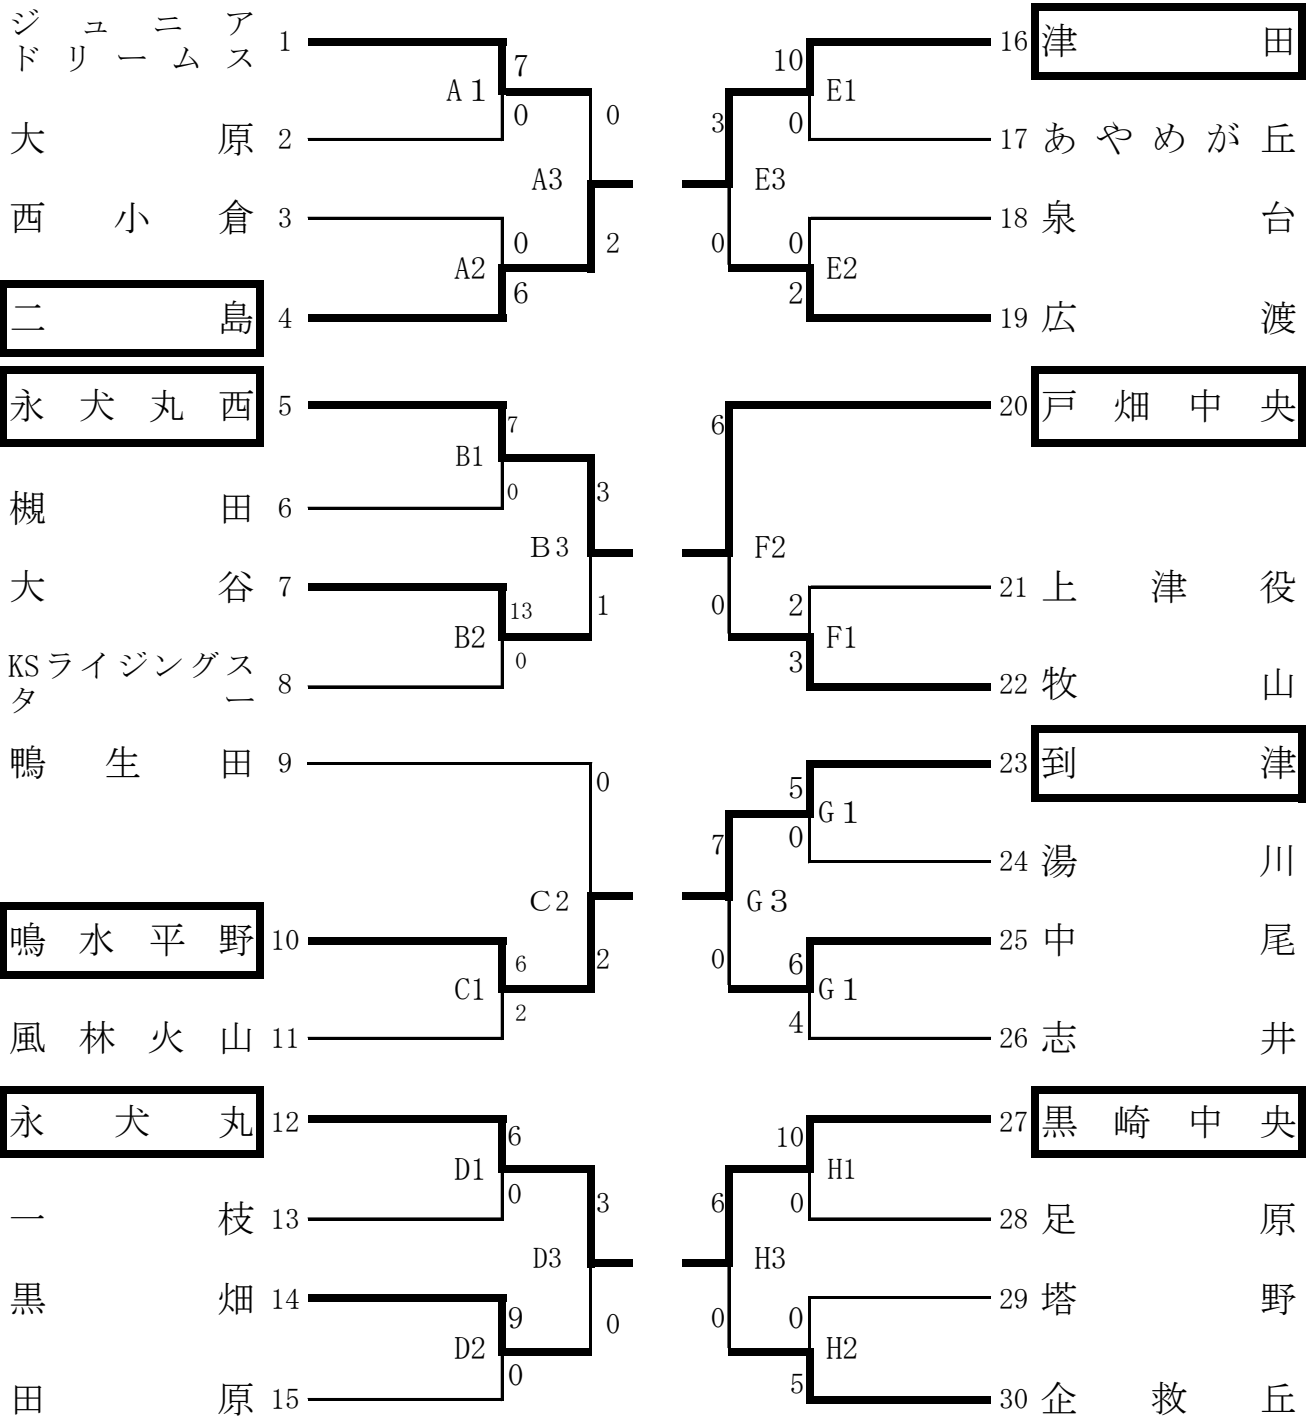 ジュニア
ドリームス 1
7
A１
0
大原 2
0
A3
西小倉 3
0
2
A2
6
二島 4
永犬丸西 5
7
B1
0
3
槻田 6
B３
大谷 7
13
1
B2
0
KSライジングス
ター 8
鴨生田 9
0
C２
鳴水平野 10
6
2
C1
2
風林火山 11
永犬丸 12
6
D1
0
3
一枝 13
D3
黒畑 14
9
0
D2
0
田原 15
16 津田
10
E1
3
0
17 あやめが丘
E3
18 泉台
0
0
E2
2
19 広渡
20 戸畑中央
6
F2
21 上津役
0
2
F1
3
22 牧山
23 到津
5
G１
7
0
24 湯川
G３
25 中尾
0
6
G１
4
26 志井
27 黒崎中央
10
H1
6
0
28 足原
H3
29 塔野
0
0
H2
5
30 企救丘